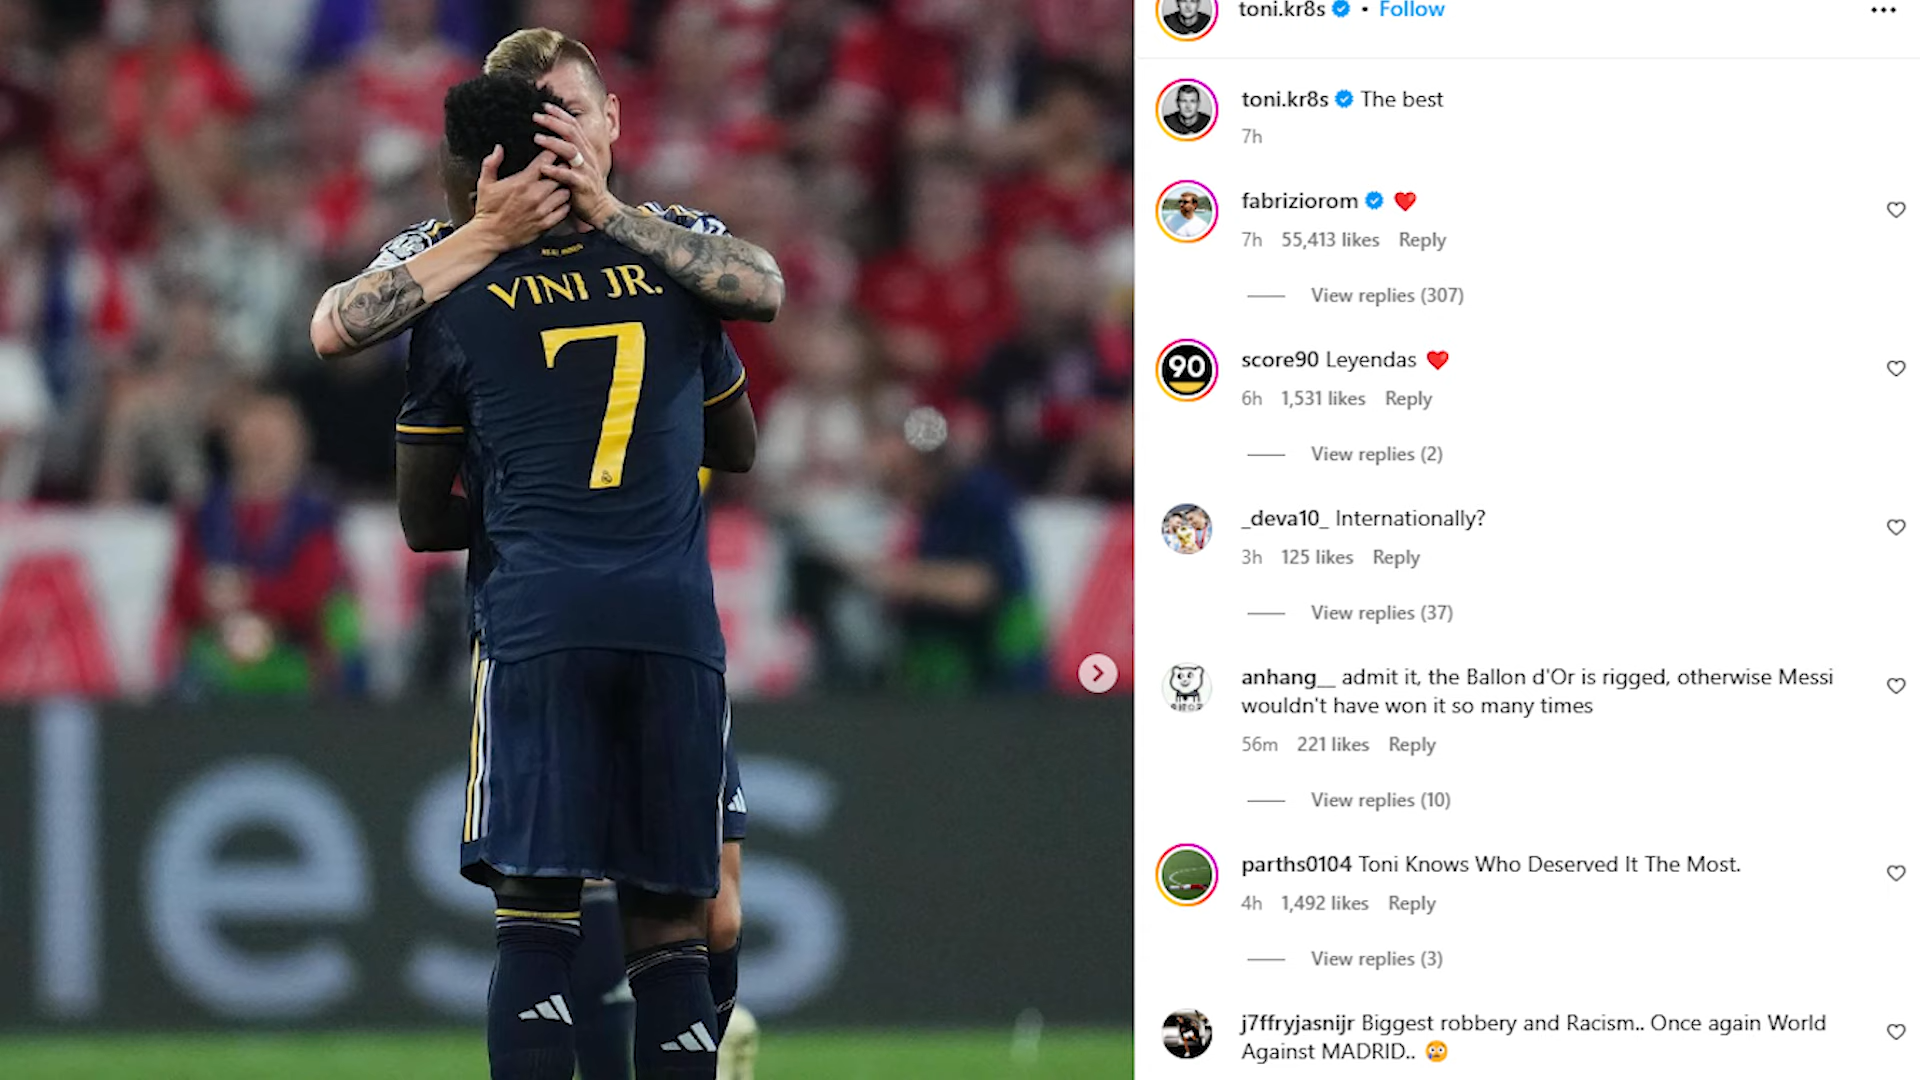 toni.kr8s • Follow
toni.kr8s The best
7h
fabriziorom ❤️
7h 55,413 likes Reply
View replies (307)
score90 Leyendas ❤️
6h 1,531 likes Reply
View replies (2)
_deva10_ Internationally?
3h 125 likes Reply
View replies (37)
anhang__ admit it, the Ballon d'Or is rigged, otherwise Messi
wouldn't have won it so many times
56m 221 likes Reply
View replies (10)
parths0104 Toni Knows Who Deserved It The Most.
4h 1,492 likes Reply
View replies (3)
j7ffryjasnijr Biggest robbery and Racism.. Once again World
Against MADRID.. 😢
REAL MADRID
VINI JR.
7
les
90